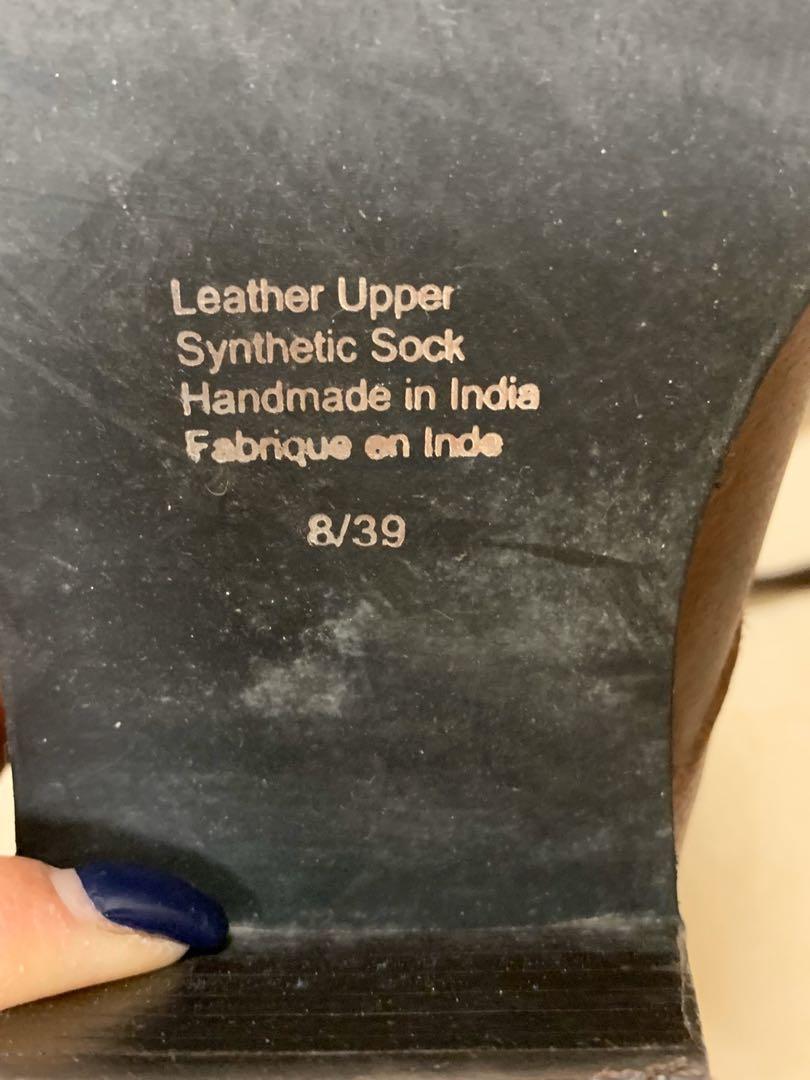 Leather Upper
Synthetic Sock
Handmade in India
Fabrique en Inde
8/39